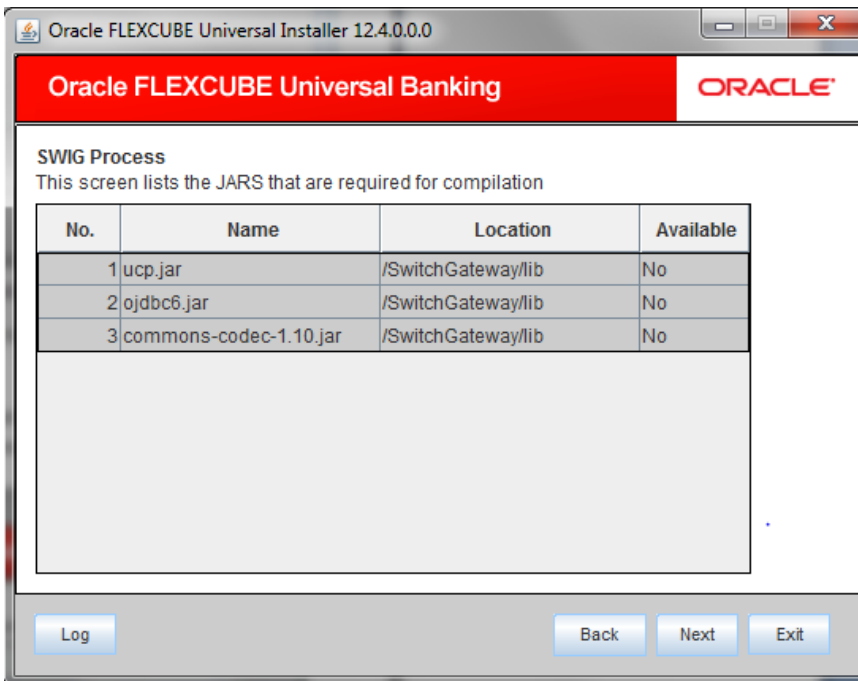 Oracle FLEXCUBE Universal Installer 12.4.0.0.0
Oracle FLEXCUBE Universal Banking ORACLE
SWIG Process
This screen lists the JARS that are required for compilation
No. Name Location Available
1 ucp.jar /SwitchGateway/lib No
2 ojdbc6.jar /SwitchGateway/lib No
3 commons-codec-1.10.jar /SwitchGateway/lib No
Log Back Next Exit